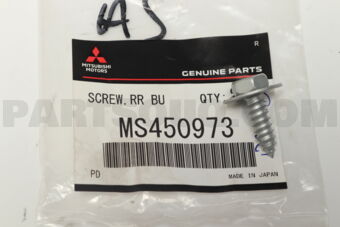 R
MITSUBISHI
MOTORS
GENUINE PARTS
SCREW,RR BU QTY:
MS450973
PD
MADE IN JAPAN